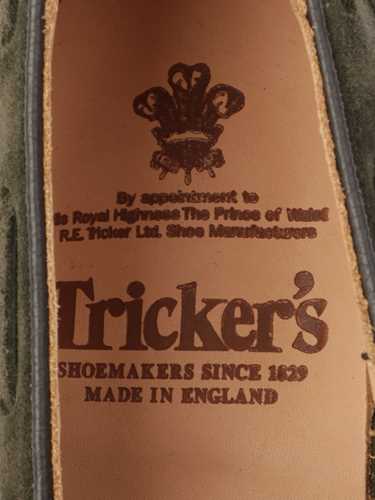 By appointment to
His Royal Highness The Prince of Wales
R.E. Tricker Ltd. Shoe Manufacturers
Tricker's
SHOEMAKERS SINCE 1829
MADE IN ENGLAND